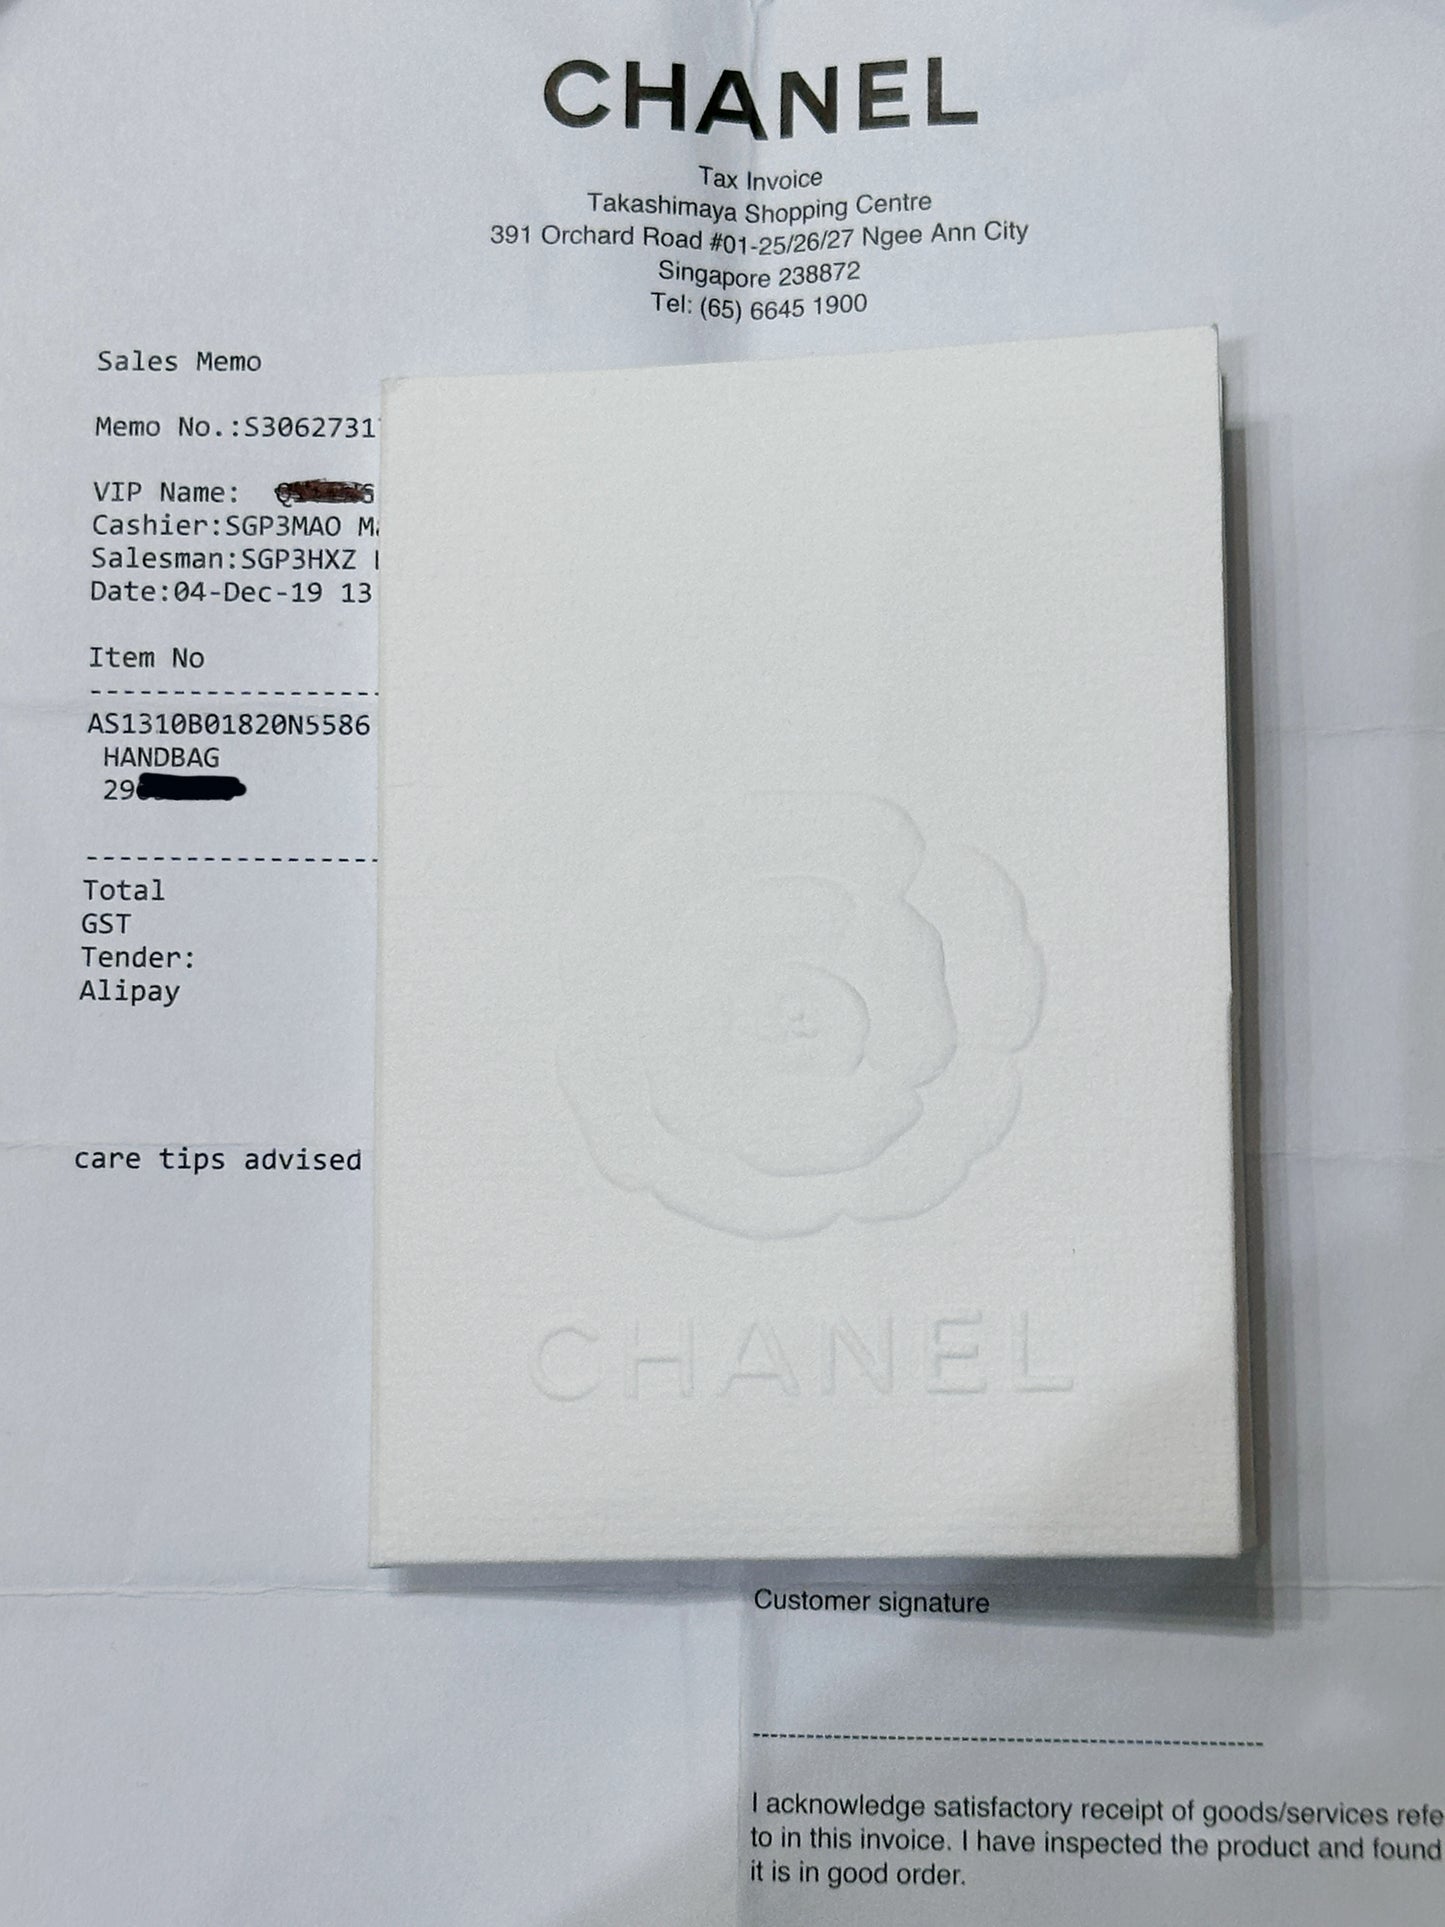 CHANEL
Tax Invoice
Takashimaya Shopping Centre
391 Orchard Road #01-25/26/27 Ngee Ann City
Singapore 238872
Tel: (65) 6645 1900
Sales Memo
Memo No.:S3062731
VIP Name:
Cashier:SGP3MAO
Salesman:SGP3HXZ
Date:04-Dec-19 13
Item No
AS1310B01820N5586
HANDBAG
29
Total
GST
Tender:
Alipay
care tips advised
CHANEL
Customer signature
I acknowledge satisfactory receipt of goods/services refe
to in this invoice. I have inspected the product and found
it is in good order.